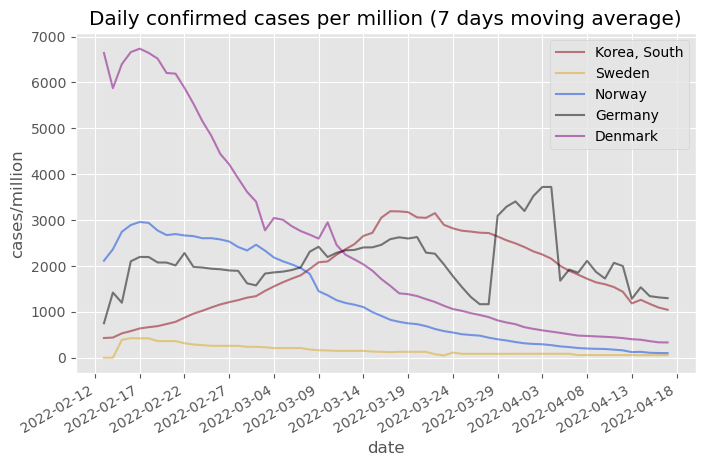 Daily confirmed cases per million (7 days moving average)
7000
6000
5000
4000
3000
2000
1000
0
cases/million
Korea, South
Sweden
Norway
Germany
Denmark
2022-02-12
2022-02-17
2022-02-22
2022-02-27
2022-03-04
2022-03-09
2022-03-14
2022-03-19
2022-03-24
2022-03-29
2022-04-03
2022-04-08
2022-04-13
2022-04-18
date